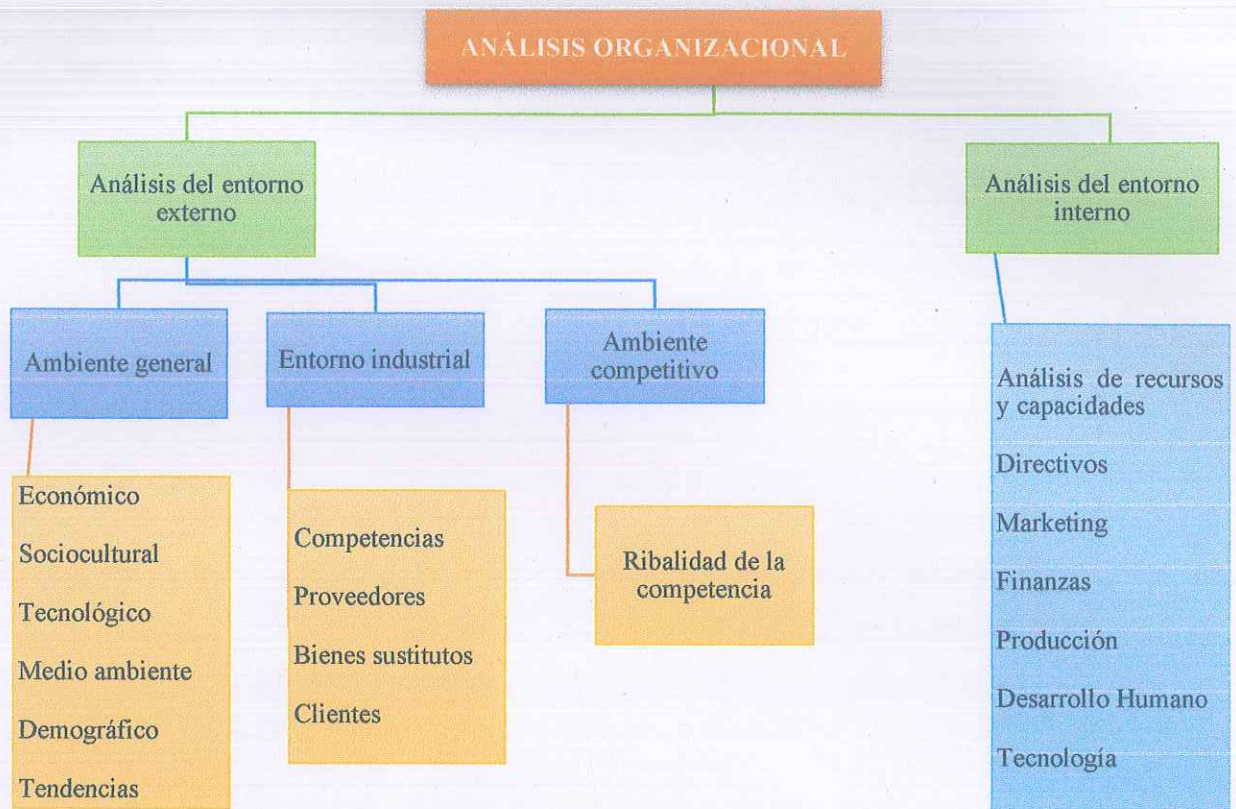 ANÁLISIS ORGANIZACIONAL
Análisis del entorno
externo
Análisis del entorno
interno
Ambiente general
Entorno industrial
Ambiente
competitivo
Económico
Sociocultural
Tecnológico
Medio ambiente
Demográfico
Tendencias
Competencias
Proveedores
Bienes sustitutos
Clientes
Ribalidad de la
competencia
Análisis de recursos
y capacidades
Directivos
Marketing
Finanzas
Producción
Desarrollo Humano
Tecnología